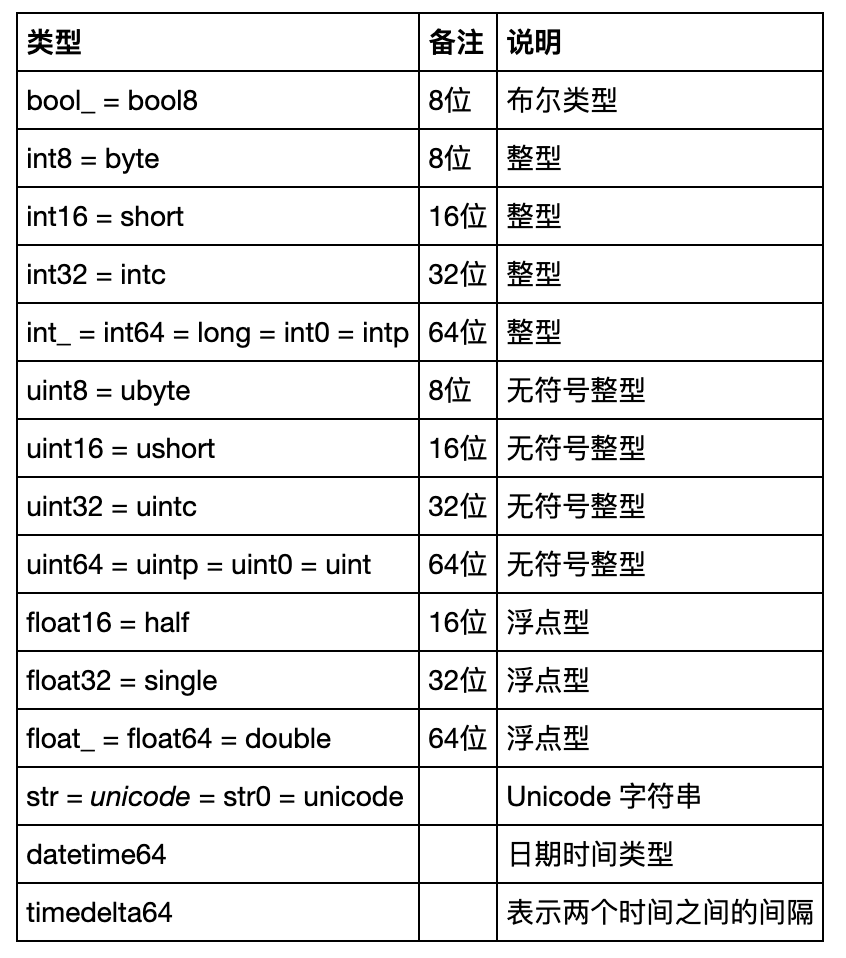 类型 备注 说明
bool_ = bool8 8位 布尔类型
int8 = byte 8位 整型
int16 = short 16位 整型
int32 = intc 32位 整型
int_ = int64 = long = int0 = intp 64位 整型
uint8 = ubyte 8位 无符号整型
uint16 = ushort 16位 无符号整型
uint32 = uintc 32位 无符号整型
uint64 = uintp = uint0 = uint 64位 无符号整型
float16 = half 16位 浮点型
float32 = single 32位 浮点型
float_ = float64 = double 64位 浮点型
str = unicode = str0 = unicode Unicode 字符串
datetime64 日期时间类型
timedelta64 表示两个时间之间的间隔